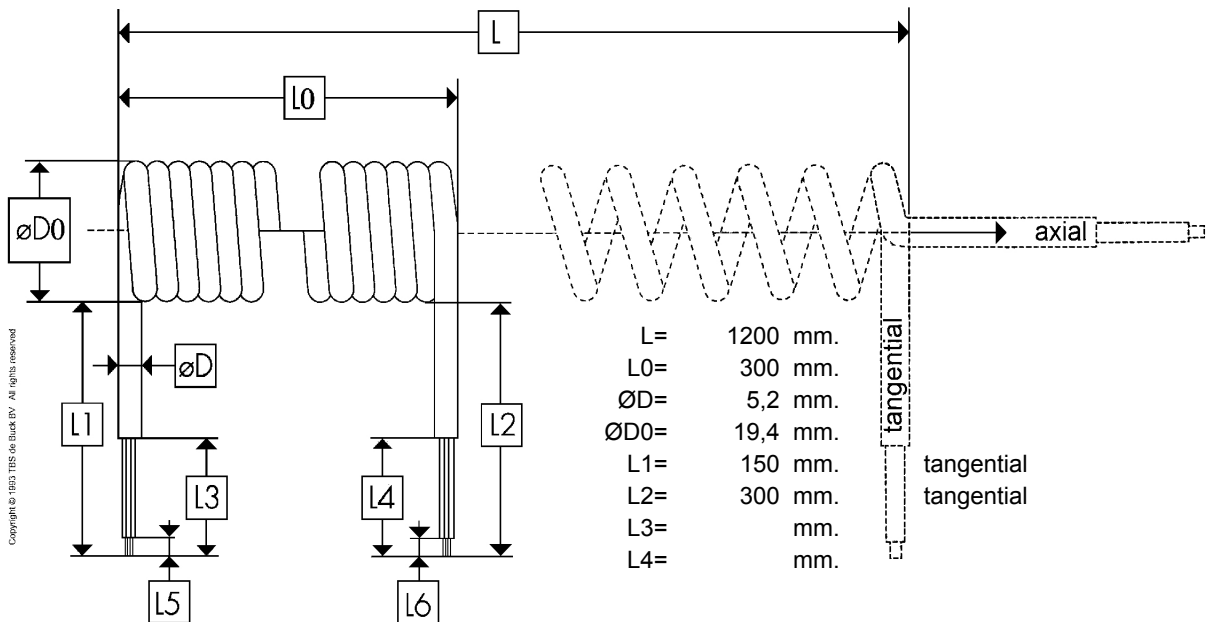 L
L0
øD0
axial
øD
L1
L2
L3
L4
L5
L6
tangential
L= 1200 mm.
L0= 300 mm.
ØD= 5,2 mm.
ØD0= 19,4 mm.
L1= 150 mm. tangential
L2= 300 mm. tangential
L3= mm.
L4= mm.
Copyright © 1993 TBS de Buck BV All rights reserved